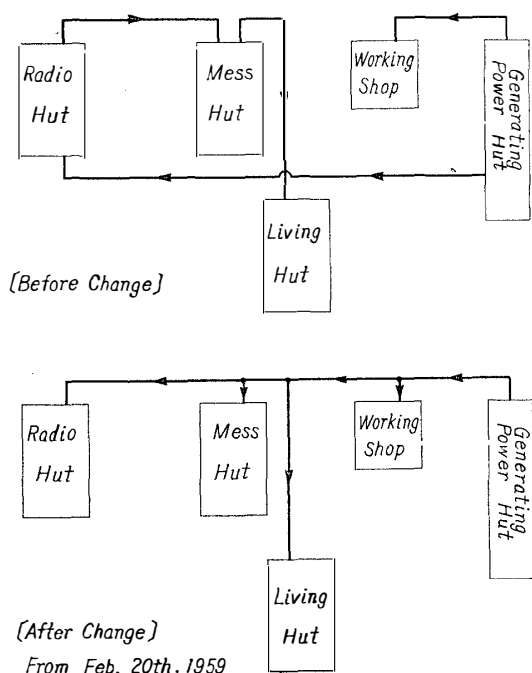 Radio
Hut
Mess
Hut
Working
Shop
Generating
Power Hut
Living
Hut
[Before Change]
Radio
Hut
Mess
Hut
Working
Shop
Generating
Power Hut
Living
Hut
[After Change]
From Feb. 20th, 1959